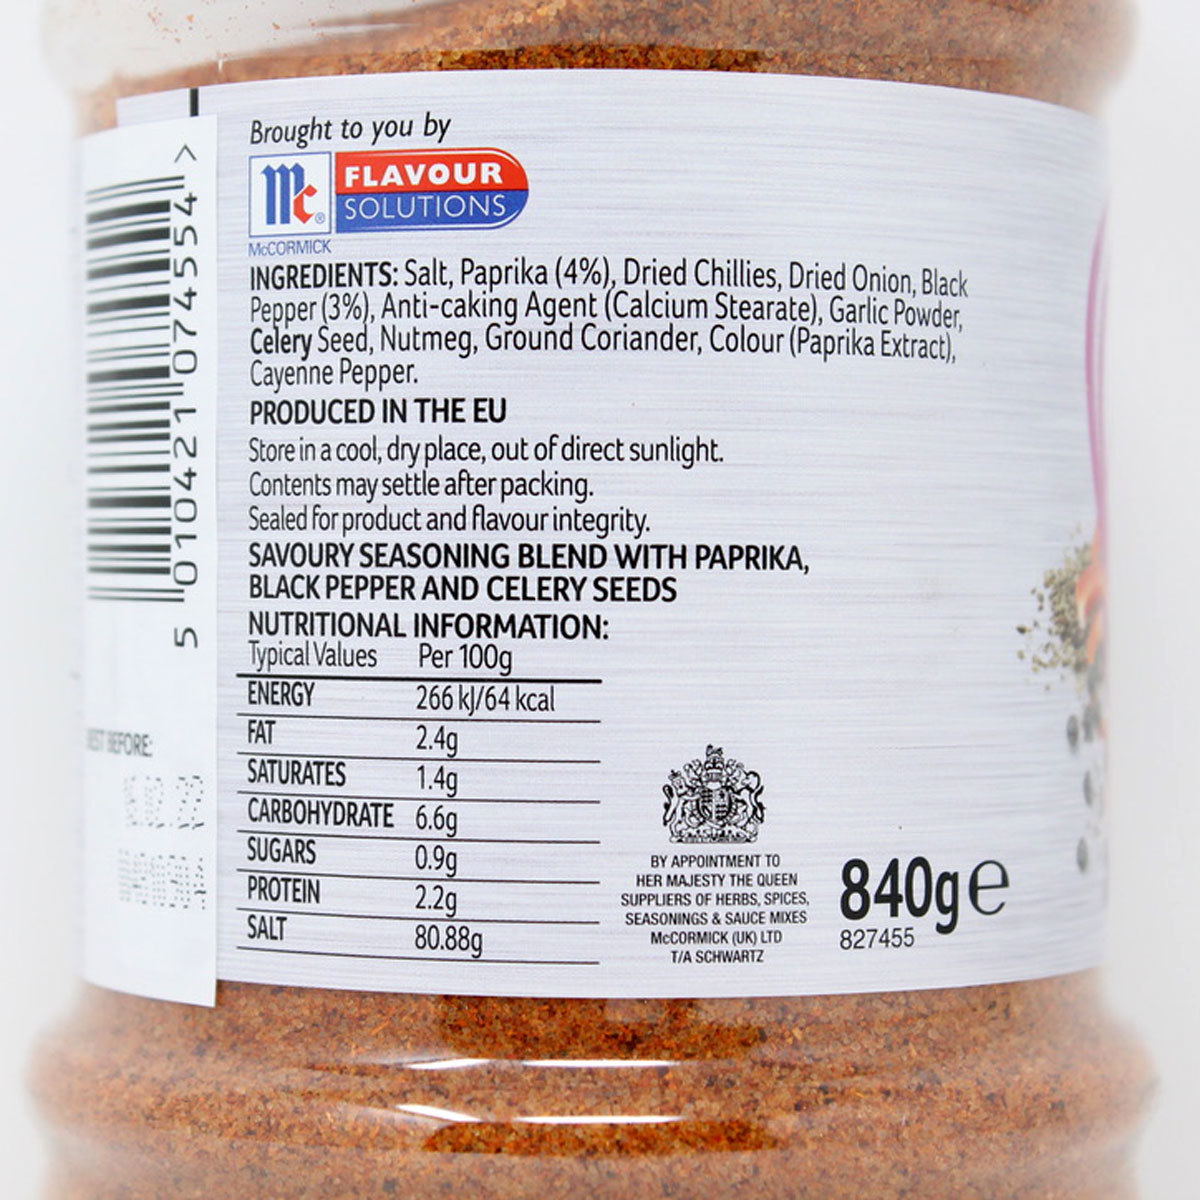 Brought to you by
Mc®
FLAVOUR
SOLUTIONS
McCORMICK
INGREDIENTS: Salt, Paprika (4%), Dried Chillies, Dried Onion, Black
Pepper (3%), Anti-caking Agent (Calcium Stearate), Garlic Powder,
Celery Seed, Nutmeg, Ground Coriander, Colour (Paprika Extract),
Cayenne Pepper.
PRODUCED IN THE EU
Store in a cool, dry place, out of direct sunlight.
Contents may settle after packing.
Sealed for product and flavour integrity.
SAVOURY SEASONING BLEND WITH PAPRIKA,
BLACK PEPPER AND CELERY SEEDS
NUTRITIONAL INFORMATION:
Typical Values Per 100g
ENERGY 266 kJ/64 kcal
FAT 2.4g
SATURATES 1.4g
CARBOHYDRATE 6.6g
SUGARS 0.9g
PROTEIN 2.2g
SALT 80.88g
BY APPOINTMENT TO
HER MAJESTY THE QUEEN
SUPPLIERS OF HERBS, SPICES,
SEASONINGS & SAUCE MIXES
McCORMICK (UK) LTD
T/A SCHWARTZ
840g e
827455
5 010421 074554 >
BEFORE: